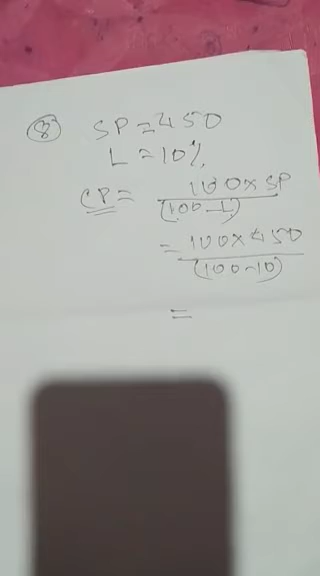 8 SP = 450
L = 10%
CP = 100 × SP / (100 - L)
= 100 × 450 / (100 - 10)
=